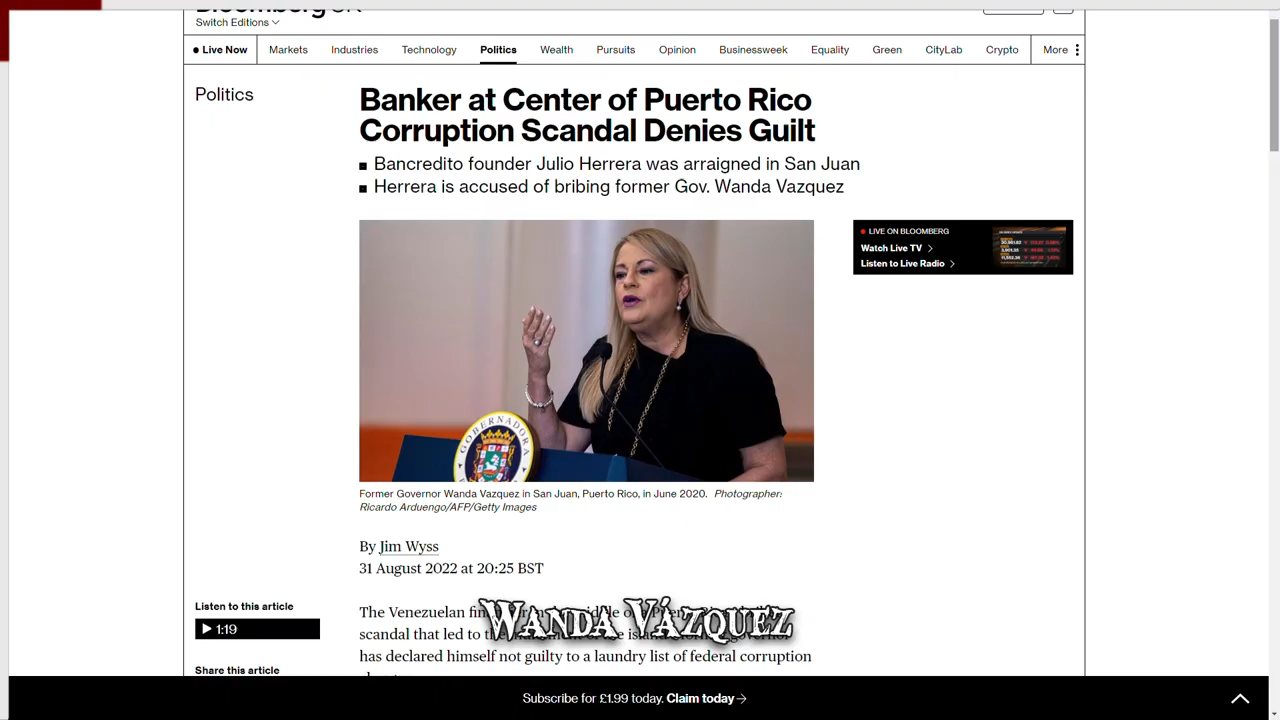 Bloomberg UK
Switch Editions
Live Now
Markets
Industries
Technology
Politics
Wealth
Pursuits
Opinion
Businessweek
Equality
Green
CityLab
Crypto
More
Politics
Banker at Center of Puerto Rico
Corruption Scandal Denies Guilt
Bancredito founder Julio Herrera was arraigned in San Juan
Herrera is accused of bribing former Gov. Wanda Vazquez
LIVE ON BLOOMBERG
Watch Live TV
Listen to Live Radio
GOBERNADORA
Former Governor Wanda Vazquez in San Juan, Puerto Rico, in June 2020. Photographer:
Ricardo Arduengo/AFP/Getty Images
By Jim Wyss
31 August 2022 at 20:25 BST
Listen to this article
1:19
Share this article
The Venezuelan
scandal that led to
has declared himself not guilty to a laundry list of federal corruption
Wanda Vázquez
Subscribe for £1.99 today. Claim today